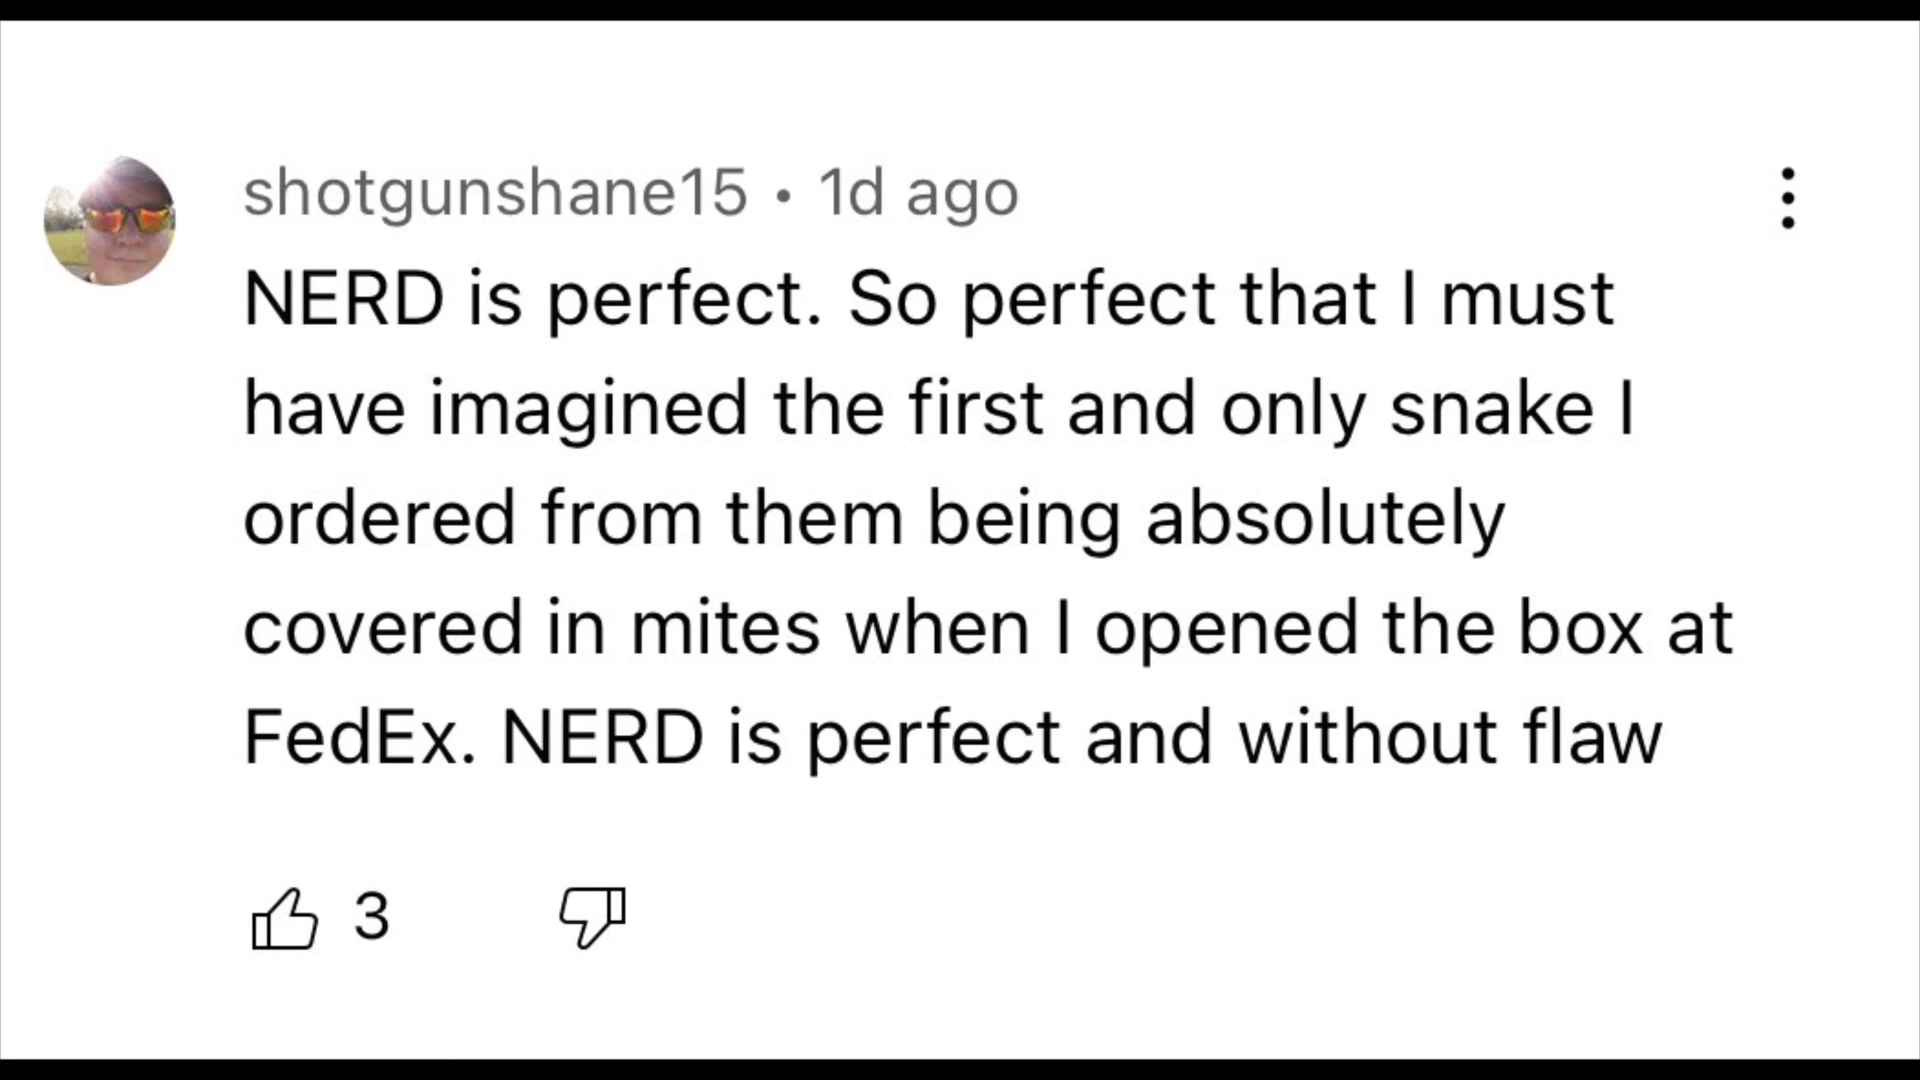 shotgunshane15 • 1d ago
NERD is perfect. So perfect that I must
have imagined the first and only snake I
ordered from them being absolutely
covered in mites when I opened the box at
FedEx. NERD is perfect and without flaw
3